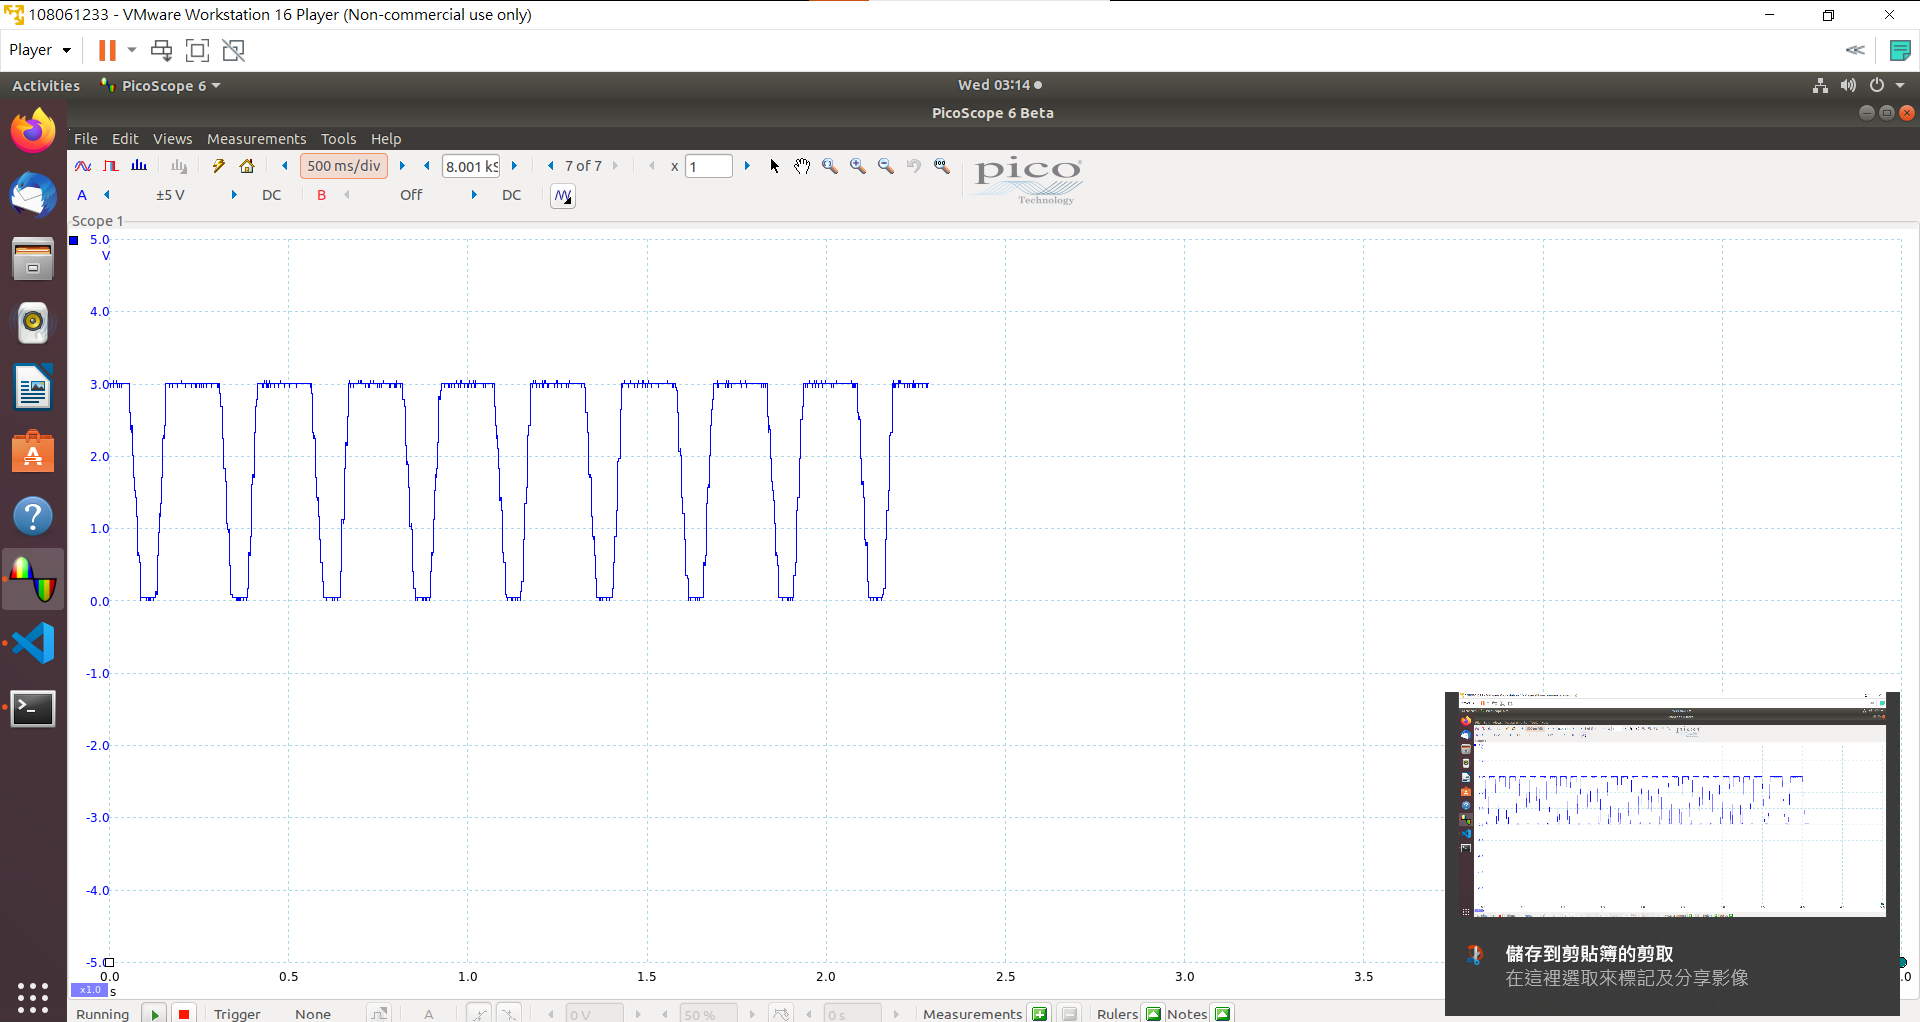 108061233 - VMware Workstation 16 Player (Non-commercial use only)
Player
Activities PicoScope 6 Wed 03:14
PicoScope 6 Beta
File Edit Views Measurements Tools Help
500 ms/div 8.001 kS 7 of 7 x 1
pico
Technology
A ±5 V DC B Off DC
Scope 1
5.0
V
4.0
3.0
2.0
1.0
0.0
-1.0
-2.0
-3.0
-4.0
-5.0
0.0 0.5 1.0 1.5 2.0 2.5 3.0 3.5
x1.0 s
儲存到剪貼簿的剪取
在這裡選取來標記及分享影像
Running Trigger None A 0 V 50 % 0 s Measurements Rulers Notes